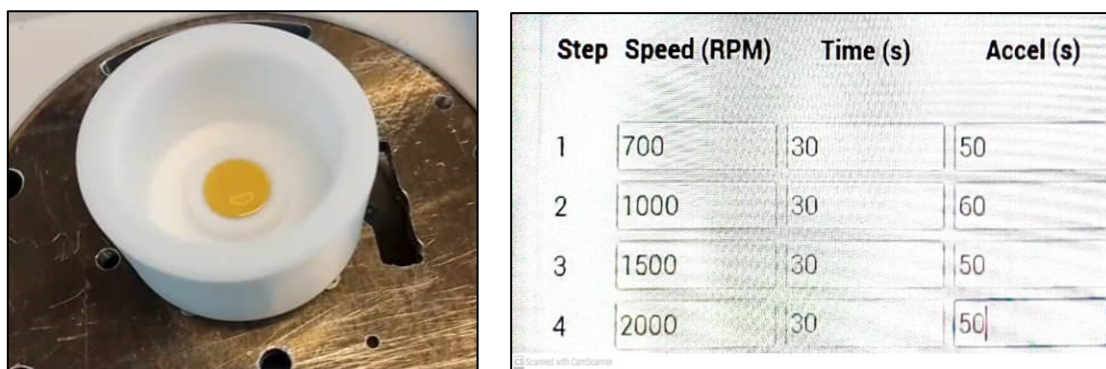 Step Speed (RPM) Time (s) Accel (s)
1 700 30 50
2 1000 30 60
3 1500 30 50
4 2000 30 50
CS Scanned with CamScanner